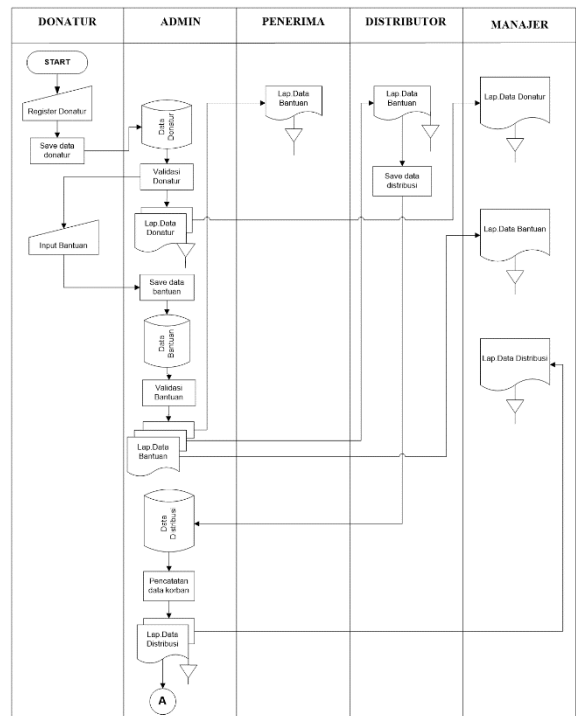 DONATUR
ADMIN
PENERIMA
DISTRIBUTOR
MANAJER
START
Register Donatur
Save data
donatur
Data
Donatur
Validasi
Donatur
Lap.Data
Donatur
Input Bantuan
Save data
bantuan
Data
Bantuan
Validasi
Bantuan
Lap.Data
Bantuan
Data
Distribusi
Pencatatan
data korban
Lap.Data
Distribusi
A
Lap.Data
Bantuan
Lap.Data
Bantuan
Save data
distribusi
Lap.Data Donatur
Lap.Data Bantuan
Lap.Data Distribusi